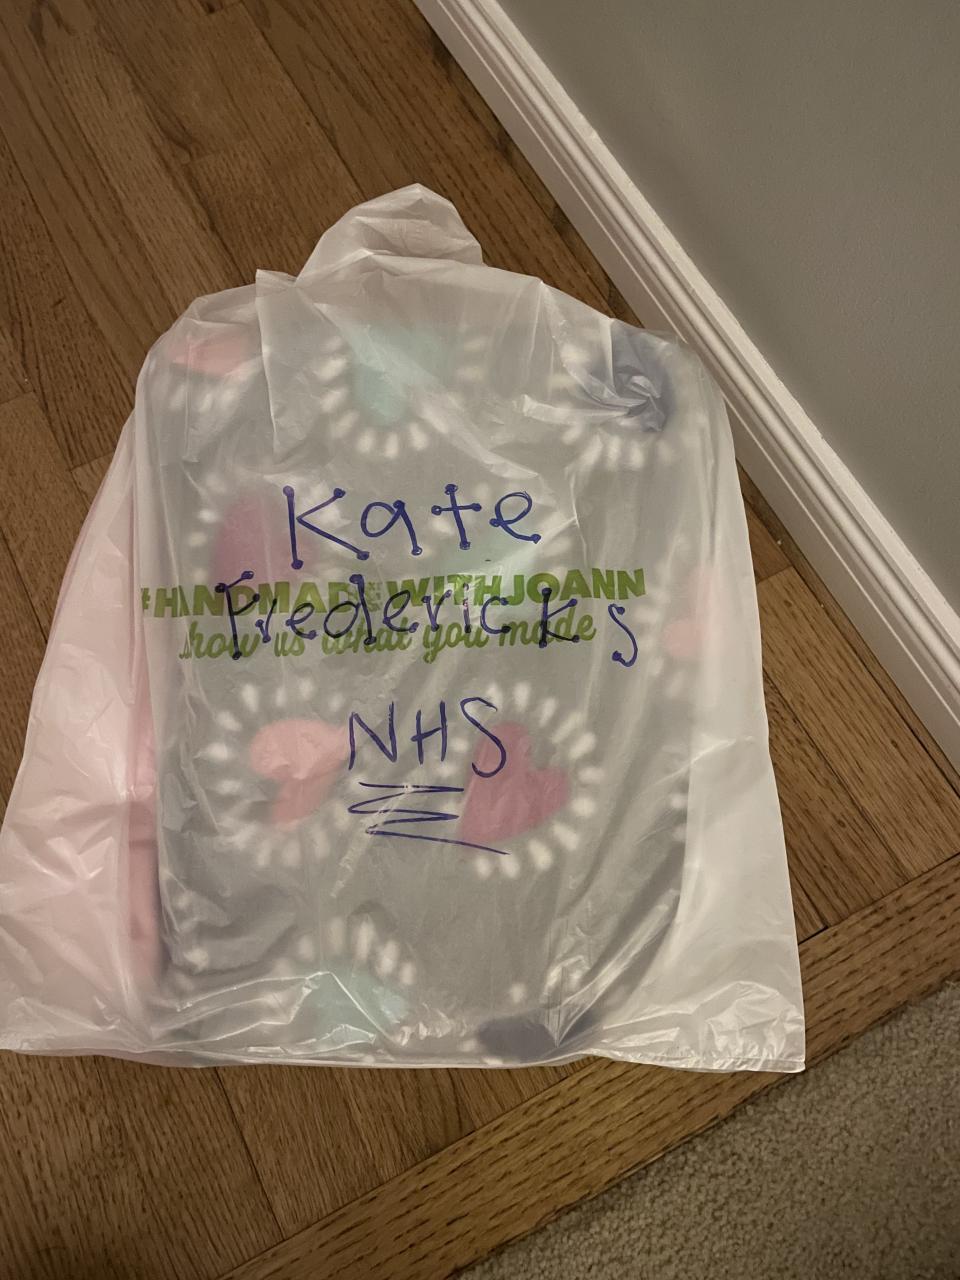 Kate
#HANDMADEWITHJOANN
Fredericks
show us what you made
NHS